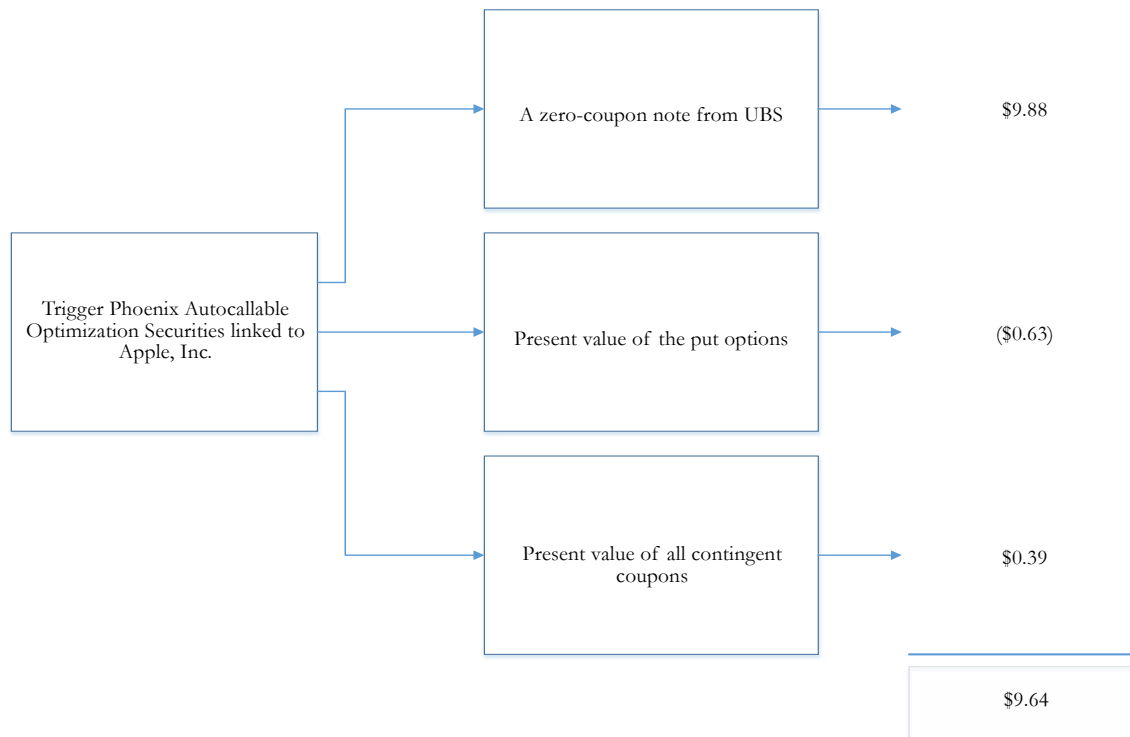 A zero-coupon note from UBS
$9.88
Trigger Phoenix Autocallable
Optimization Securities linked to
Apple, Inc.
Present value of the put options
($0.63)
Present value of all contingent
coupons
$0.39
$9.64